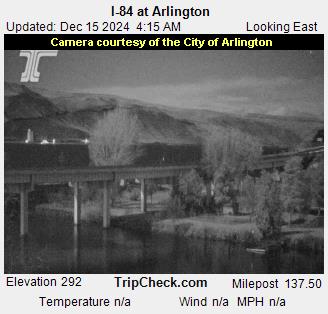 I-84 at Arlington
Updated: Dec 15 2024 4:15 AM Looking East
Camera courtesy of the City of Arlington
Elevation 292 TripCheck.com Milepost 137.50
Temperature n/a Wind n/a MPH n/a